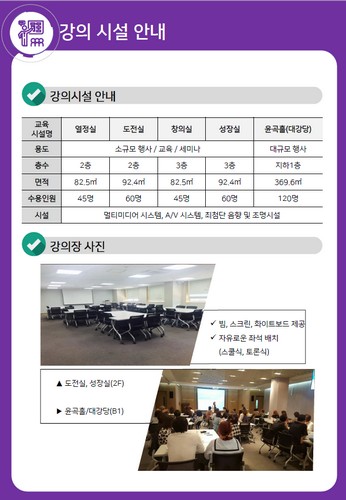 강의 시설 안내
강의시설 안내
교육 시설명 열정실 도전실 창의실 성장실 윤곡홀(대강당)
용도 소규모 행사 / 교육 / 세미나 대규모 행사
층수 2층 2층 3층 3층 지하1층
면적 82.5㎡ 92.4㎡ 82.5㎡ 92.4㎡ 369.6㎡
수용인원 45명 60명 45명 60명 120명
시설 멀티미디어 시스템, A/V 시스템, 최첨단 음향 및 조명시설
강의장 사진
✓ 빔, 스크린, 화이트보드 제공
✓ 자유로운 좌석 배치
(스쿨식, 토론식)
▲ 도전실, 성장실(2F)
▶ 윤곡홀/대강당(B1)